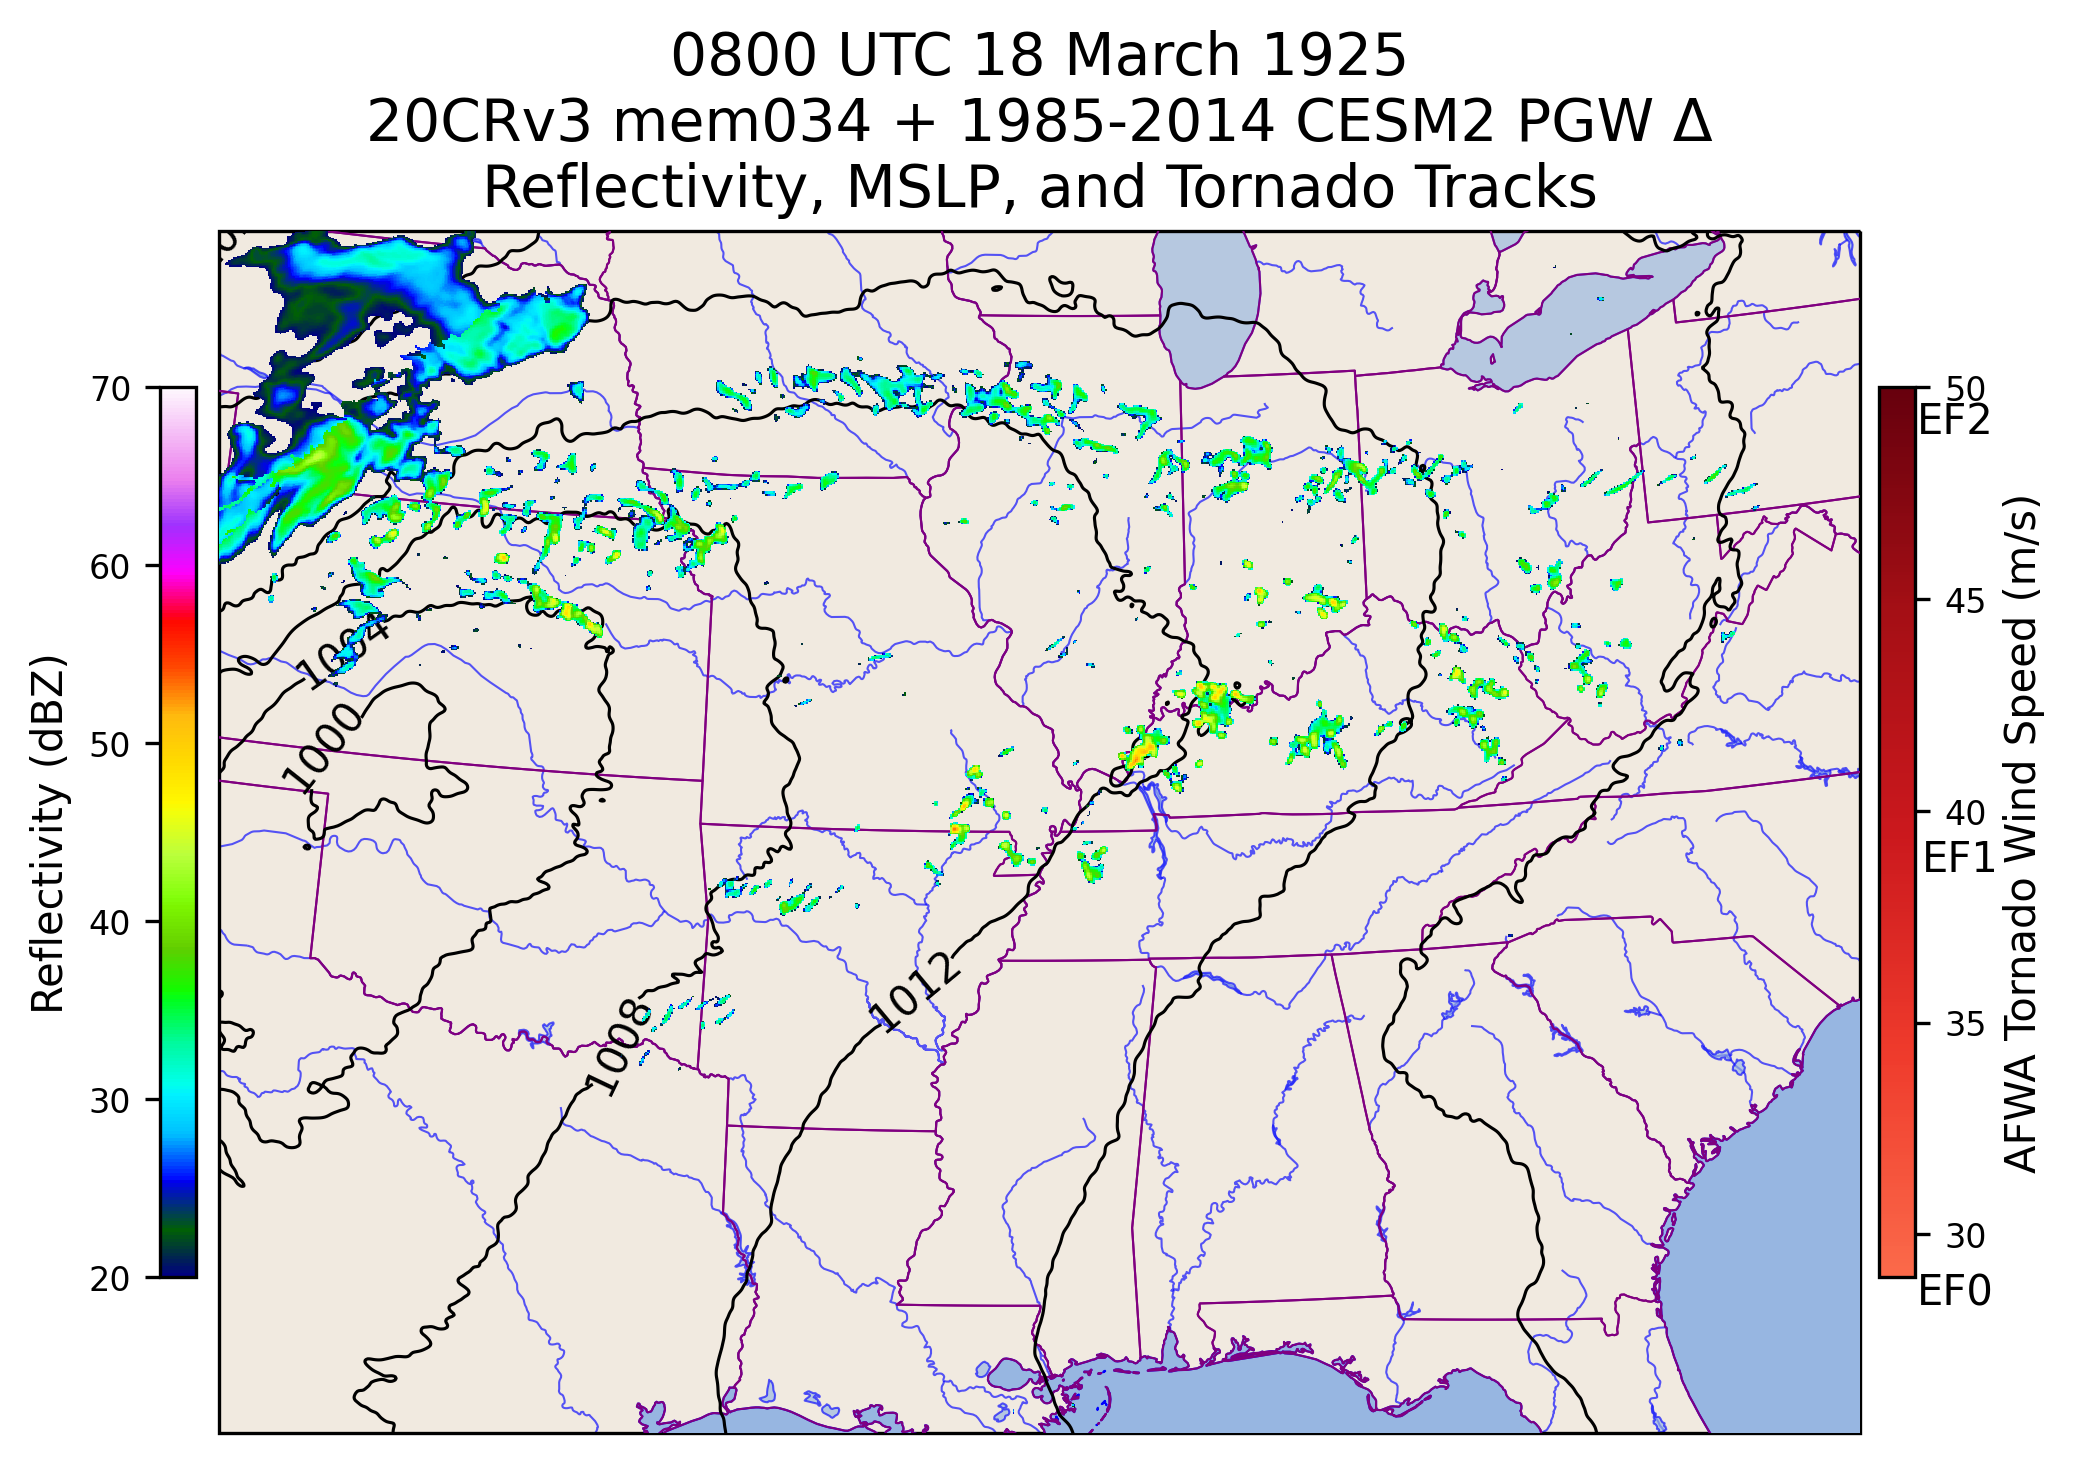 0800 UTC 18 March 1925
20CRv3 mem034 + 1985-2014 CESM2 PGW Δ
Reflectivity, MSLP, and Tornado Tracks
70
60
50
40
30
20
Reflectivity (dBZ)
1004
1000
1008
1012
50
EF2
45
40
EF1
35
30
EF0
AFWA Tornado Wind Speed (m/s)